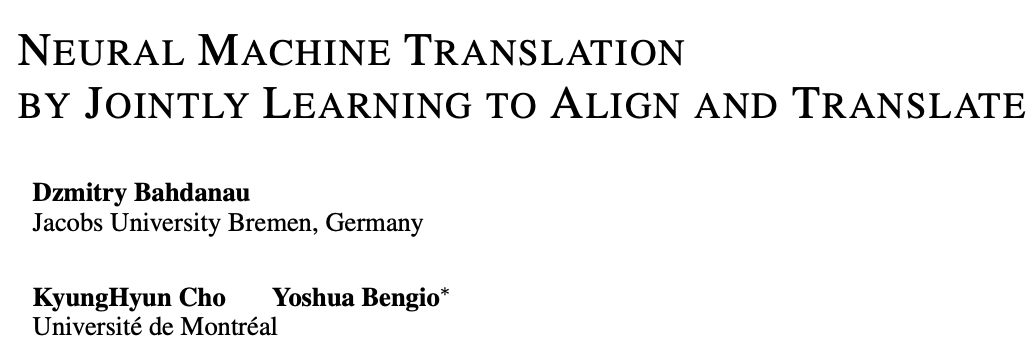 NEURAL MACHINE TRANSLATION
BY JOINTLY LEARNING TO ALIGN AND TRANSLATE
Dzmitry Bahdanau
Jacobs University Bremen, Germany
KyungHyun Cho Yoshua Bengio*
Université de Montréal